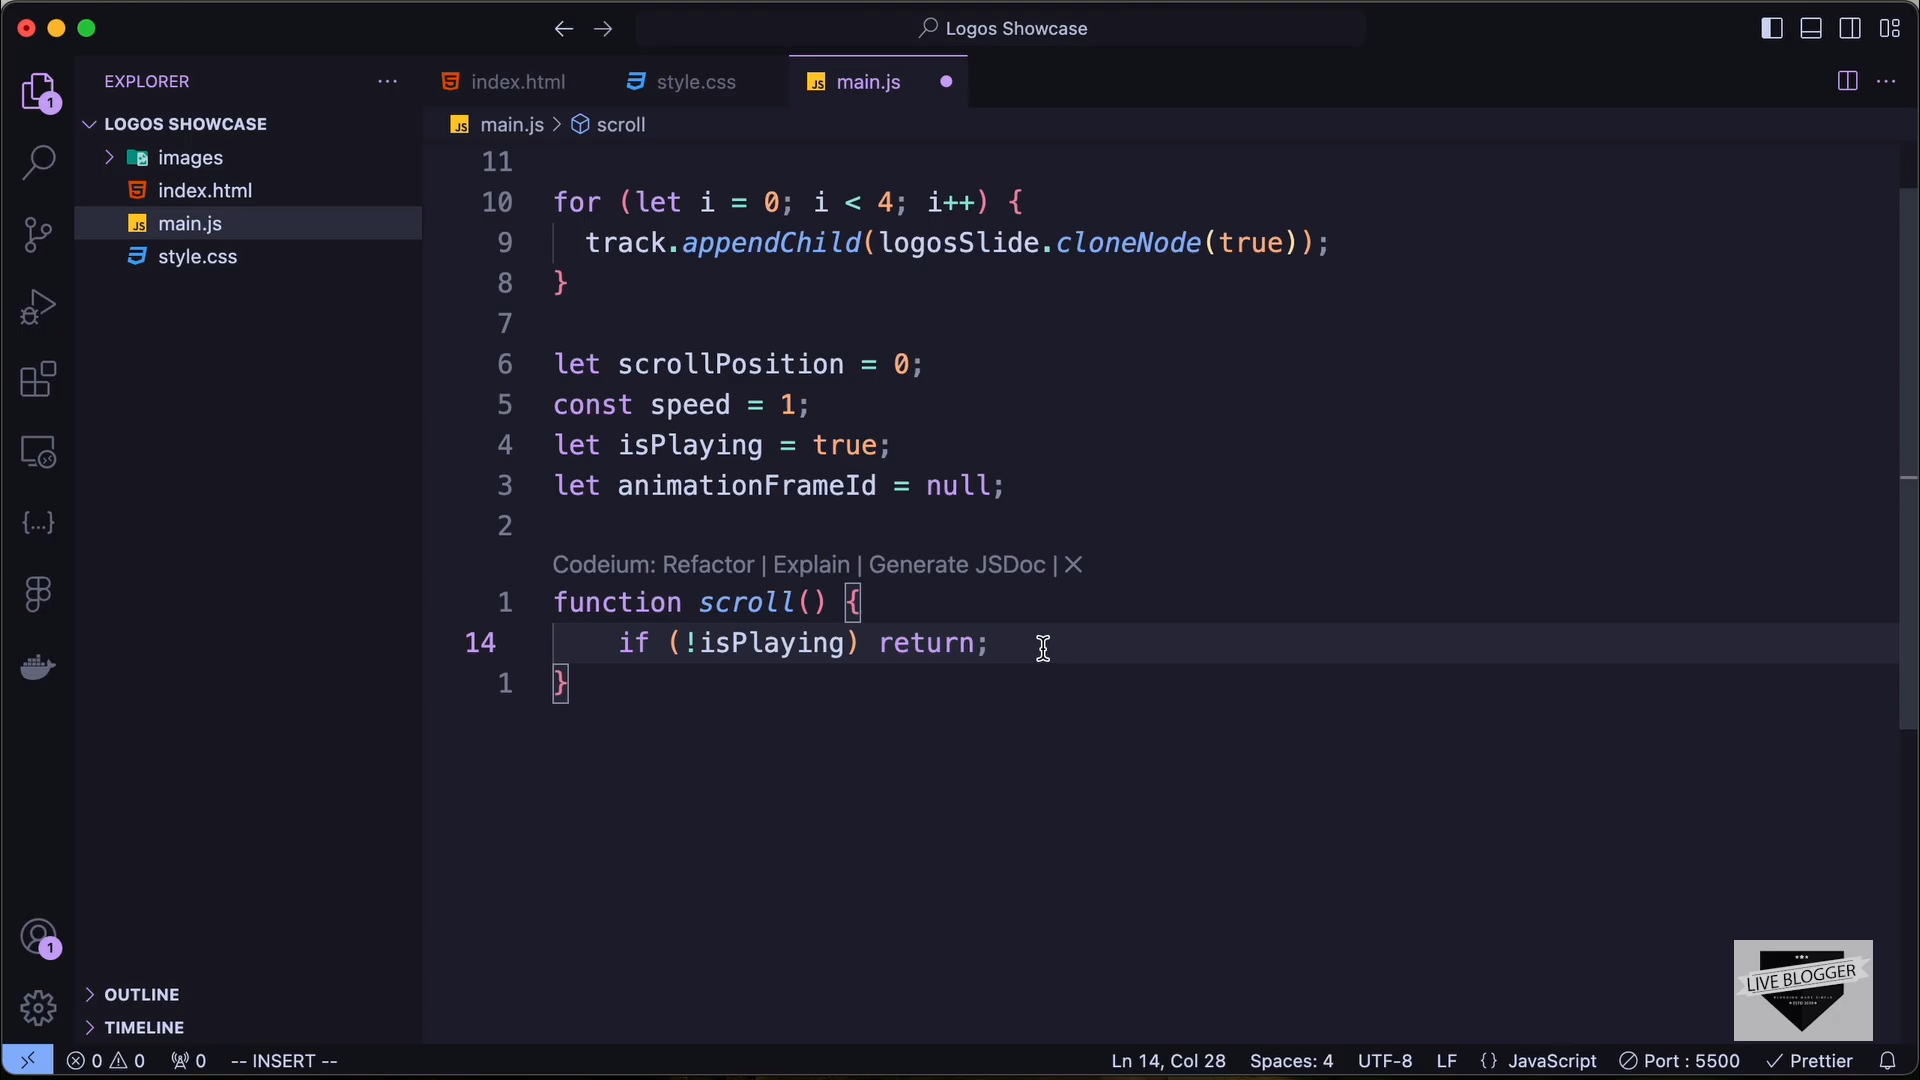 Logos Showcase
EXPLORER
index.html
style.css
main.js
LOGOS SHOWCASE
main.js > scroll
images
index.html
main.js
style.css
11
10 for (let i = 0; i < 4; i++) {
9 track.appendChild(logosSlide.cloneNode(true));
8 }
7
6 let scrollPosition = 0;
5 const speed = 1;
4 let isPlaying = true;
3 let animationFrameId = null;
2
Codeium: Refactor | Explain | Generate JSDoc | ×
1 function scroll() {
14 if (!isPlaying) return;
1 }
1
1
OUTLINE
TIMELINE
LIVE BLOGGER
0 0 0 -- INSERT -- Ln 14, Col 28 Spaces: 4 UTF-8 LF {} JavaScript Port : 5500 Prettier